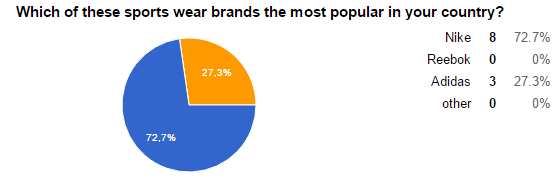 Which of these sports wear brands the most popular in your country?
Nike 8 72.7%
Reebok 0 0%
Adidas 3 27.3%
other 0 0%
27,3%
72,7%